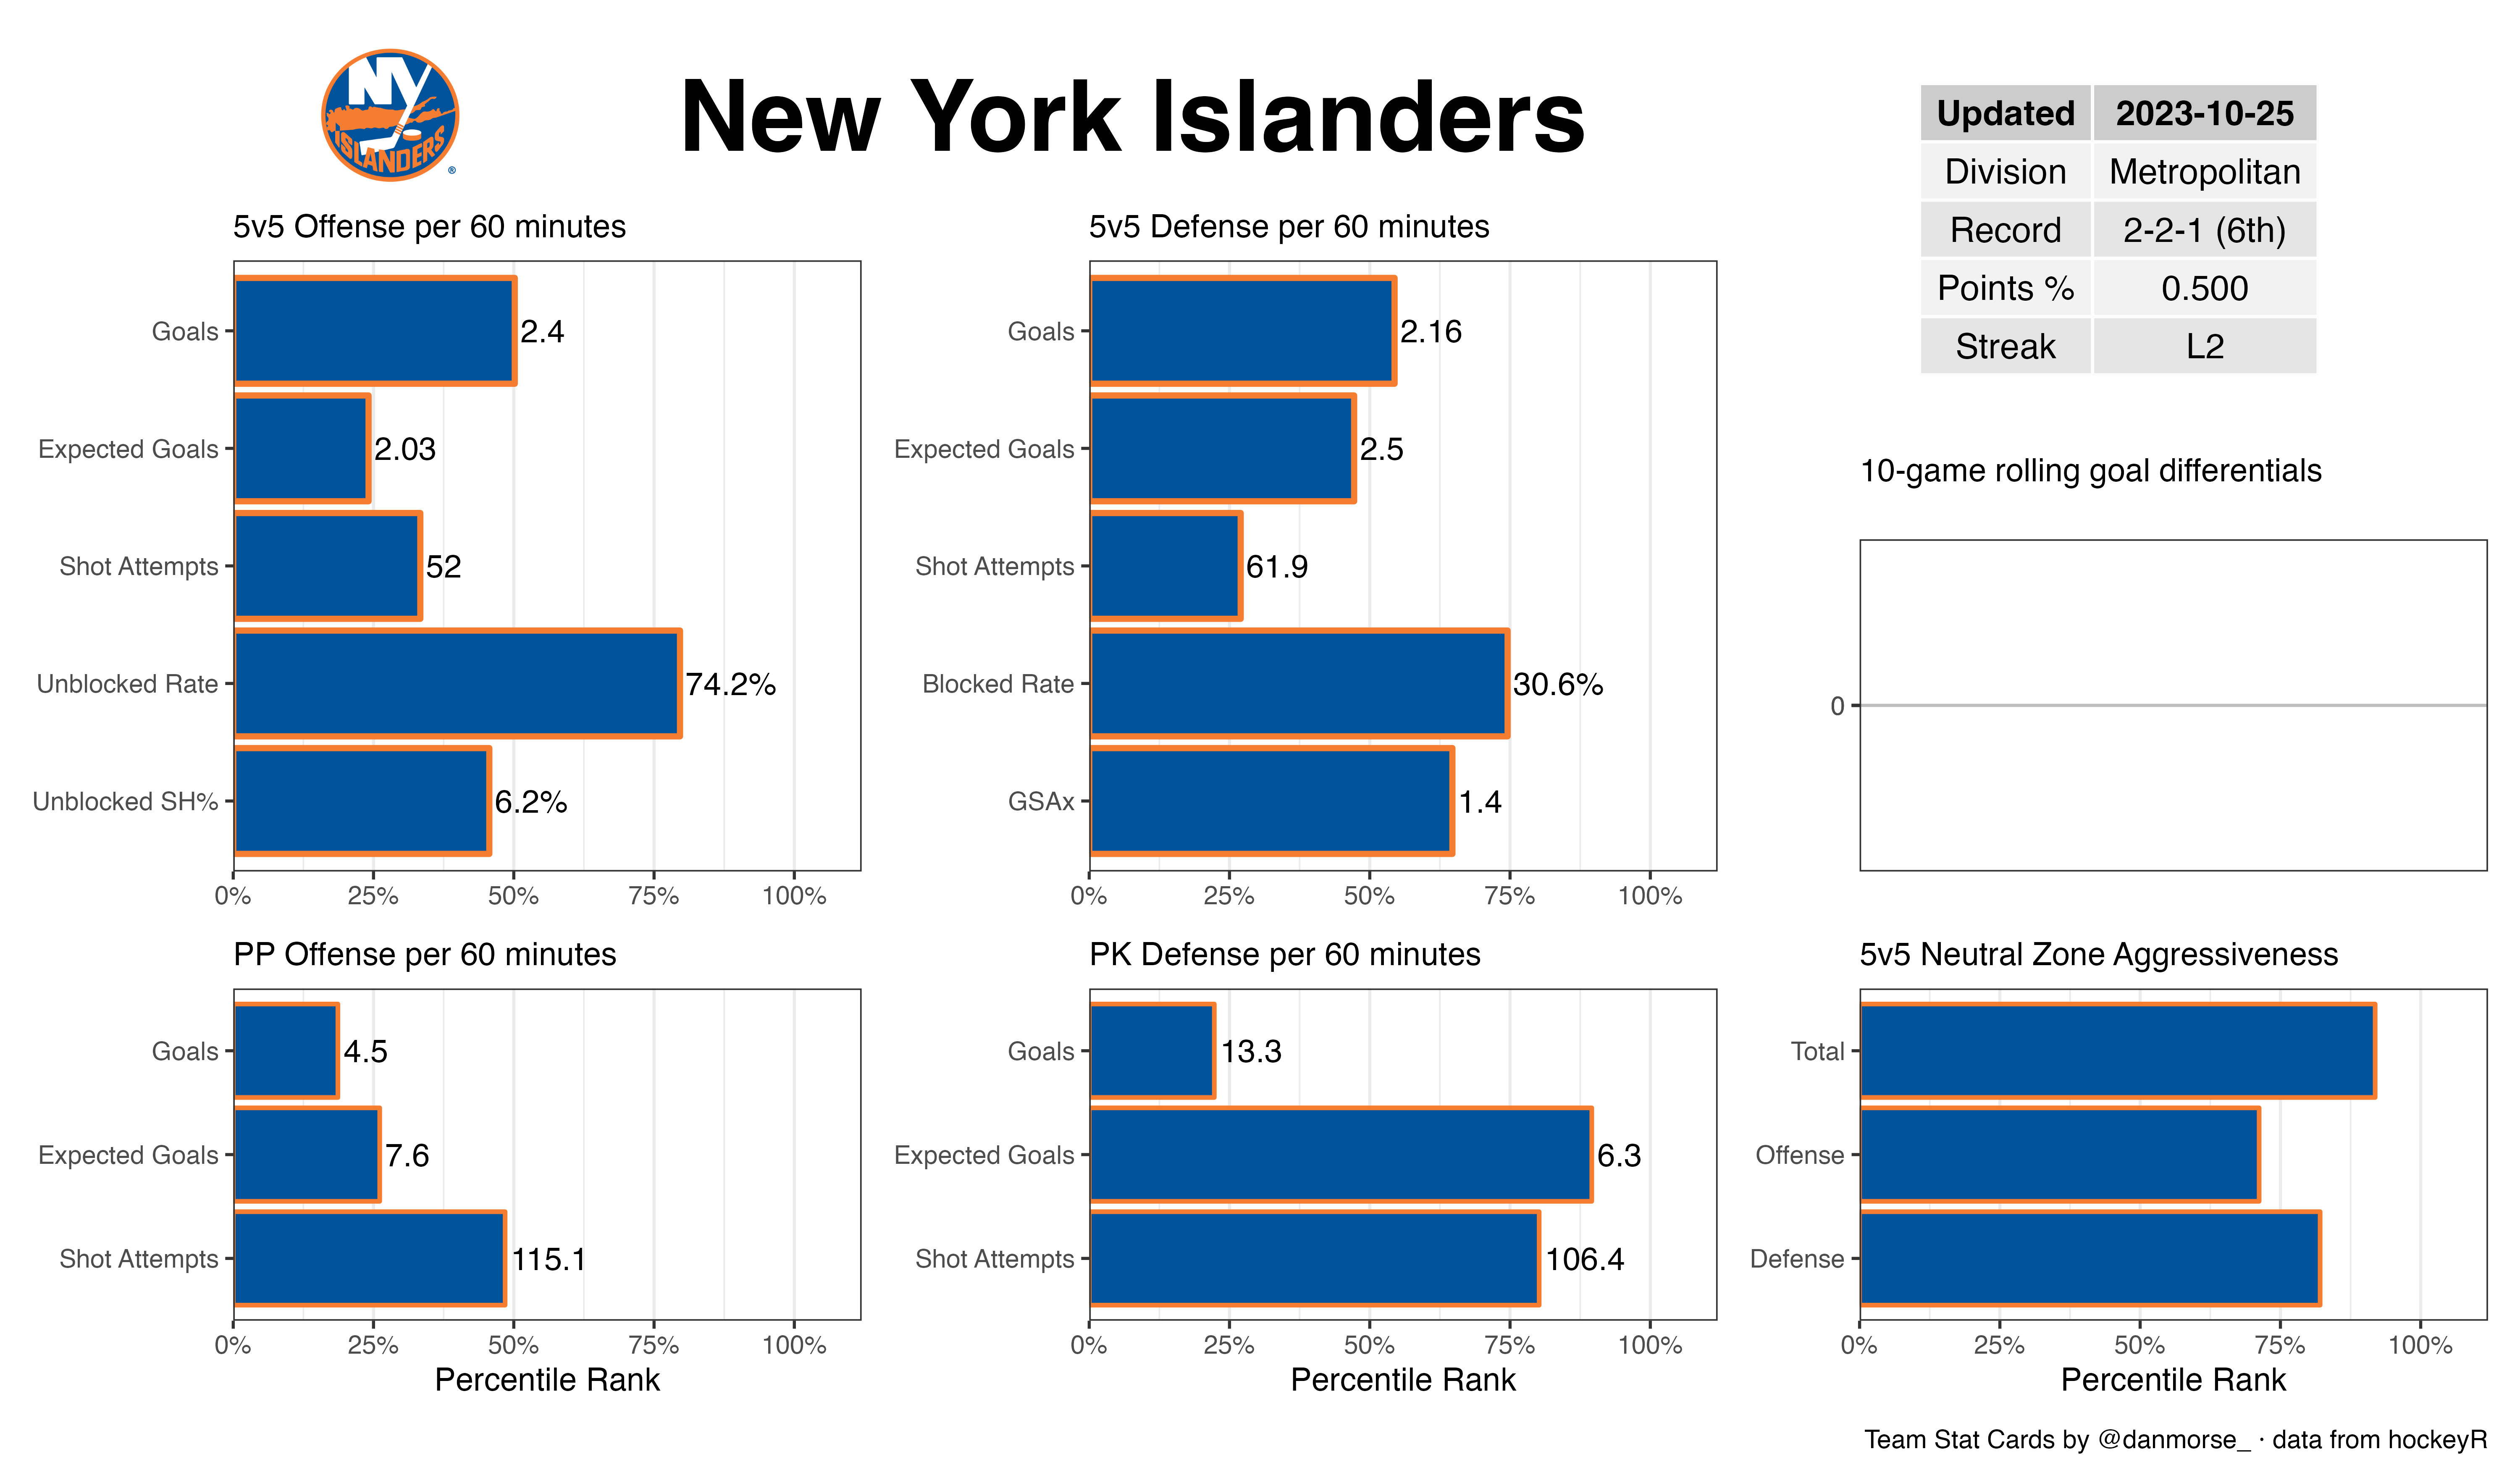 NY
ISLANDERS
®
New York Islanders
Updated 2023-10-25
Division Metropolitan
Record 2-2-1 (6th)
Points % 0.500
Streak L2
5v5 Offense per 60 minutes
Goals 2.4
Expected Goals 2.03
Shot Attempts 52
Unblocked Rate 74.2%
Unblocked SH% 6.2%
0% 25% 50% 75% 100%
5v5 Defense per 60 minutes
Goals 2.16
Expected Goals 2.5
Shot Attempts 61.9
Blocked Rate 30.6%
GSAx 1.4
0% 25% 50% 75% 100%
10-game rolling goal differentials
0
PP Offense per 60 minutes
Goals 4.5
Expected Goals 7.6
Shot Attempts 115.1
0% 25% 50% 75% 100%
Percentile Rank
PK Defense per 60 minutes
Goals 13.3
Expected Goals 6.3
Shot Attempts 106.4
0% 25% 50% 75% 100%
Percentile Rank
5v5 Neutral Zone Aggressiveness
Total
Offense
Defense
0% 25% 50% 75% 100%
Percentile Rank
Team Stat Cards by @danmorse_ · data from hockeyR